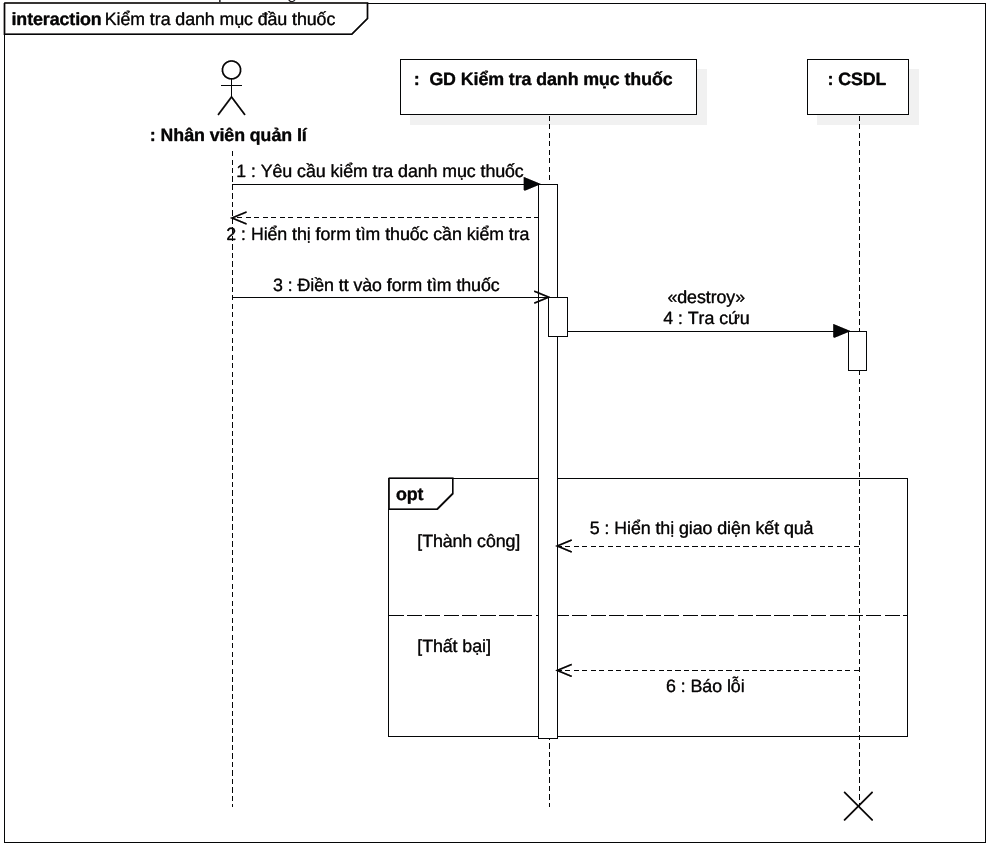 interaction Kiểm tra danh mục đầu thuốc
: GD Kiểm tra danh mục thuốc
: CSDL
: Nhân viên quản lí
1 : Yêu cầu kiểm tra danh mục thuốc
2 : Hiển thị form tìm thuốc cần kiểm tra
3 : Điền tt vào form tìm thuốc
«destroy»
4 : Tra cứu
opt
5 : Hiển thị giao diện kết quả
[Thành công]
[Thất bại]
6 : Báo lỗi